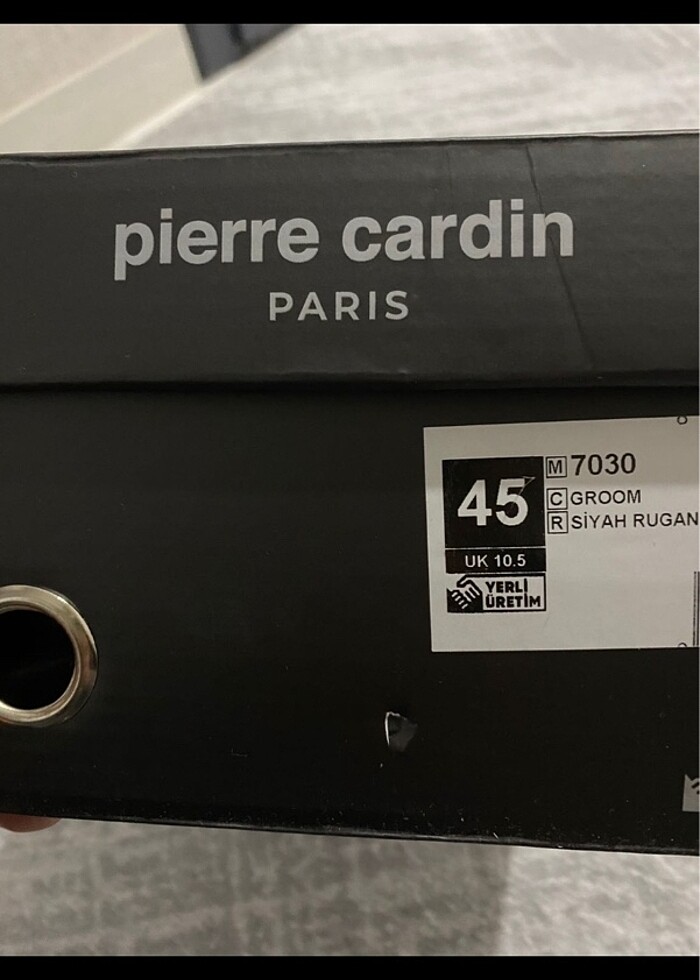 pierre cardin
PARIS
45
UK 10.5
YERLİ
ÜRETİM
M 7030
C GROOM
R SİYAH RUGAN